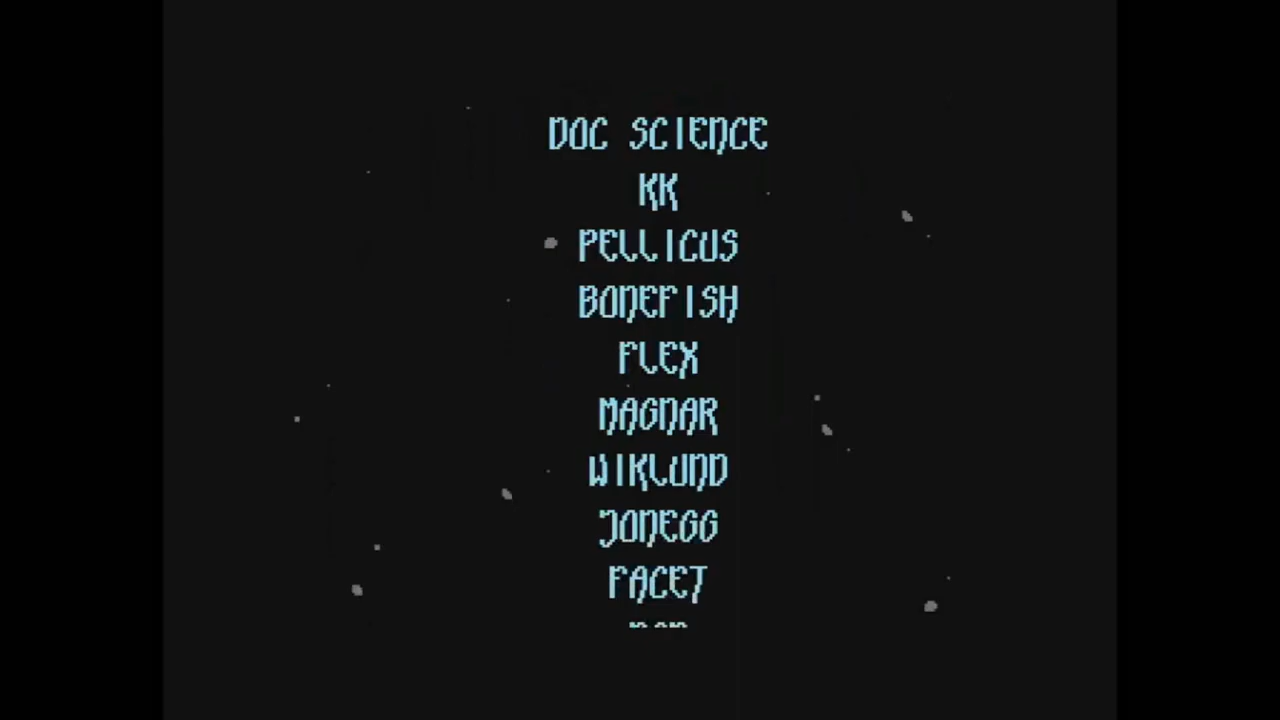 DOC SCIENCE
KK
PELLICUS
BONEFISH
FLEX
MAGNAR
WIKLUND
JONEGG
FACET